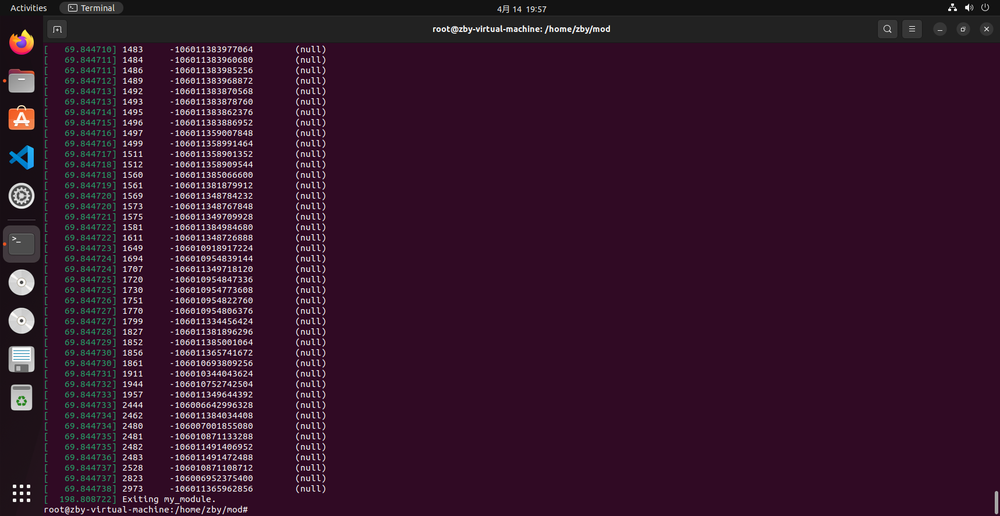 Activities Terminal 4月 14 19:57
root@zby-virtual-machine: /home/zby/mod
[   69.844710] 1483     -106011383977064        (null)
[   69.844711] 1484     -106011383960680        (null)
[   69.844711] 1486     -106011383985256        (null)
[   69.844712] 1489     -106011383968872        (null)
[   69.844713] 1492     -106011383870568        (null)
[   69.844713] 1493     -106011383878760        (null)
[   69.844714] 1495     -106011383862376        (null)
[   69.844715] 1496     -106011383886952        (null)
[   69.844716] 1497     -106011359007848        (null)
[   69.844716] 1499     -106011358991464        (null)
[   69.844717] 1511     -106011358901352        (null)
[   69.844718] 1512     -106011358909544        (null)
[   69.844718] 1560     -106011385066600        (null)
[   69.844719] 1561     -106011381879912        (null)
[   69.844720] 1569     -106011348784232        (null)
[   69.844720] 1573     -106011348767848        (null)
[   69.844721] 1575     -106011349709928        (null)
[   69.844722] 1581     -106011384984680        (null)
[   69.844722] 1611     -106011348726888        (null)
[   69.844723] 1649     -106010918917224        (null)
[   69.844724] 1694     -106010954839144        (null)
[   69.844724] 1707     -106011349718120        (null)
[   69.844725] 1720     -106010954847336        (null)
[   69.844725] 1730     -106010954773608        (null)
[   69.844726] 1751     -106010954822760        (null)
[   69.844727] 1770     -106010954806376        (null)
[   69.844727] 1799     -106011334456424        (null)
[   69.844728] 1827     -106011381896296        (null)
[   69.844729] 1852     -106011385001064        (null)
[   69.844730] 1856     -106011365741672        (null)
[   69.844730] 1861     -106010693809256        (null)
[   69.844731] 1911     -106010344043624        (null)
[   69.844732] 1944     -106010752742504        (null)
[   69.844733] 1957     -106011349644392        (null)
[   69.844733] 2444     -106006642996328        (null)
[   69.844734] 2462     -106011384034408        (null)
[   69.844734] 2480     -106007001855080        (null)
[   69.844735] 2481     -106010871133288        (null)
[   69.844735] 2482     -106011491406952        (null)
[   69.844736] 2483     -106011491472488        (null)
[   69.844737] 2528     -106010871108712        (null)
[   69.844737] 2823     -106006952375400        (null)
[   69.844738] 2973     -106011365962856        (null)
[  198.808722] Exiting my_module.
root@zby-virtual-machine:/home/zby/mod#